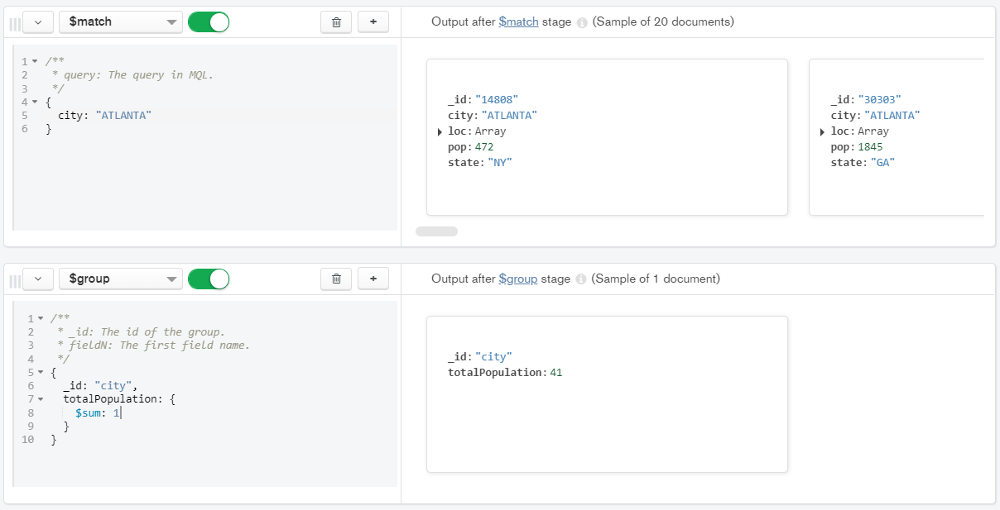 $match
Output after $match stage (Sample of 20 documents)
1 /**
2 * query: The query in MQL.
3 */
4 {
5 city: "ATLANTA"
6 }
_id: "14808"
city: "ATLANTA"
loc: Array
pop: 472
state: "NY"
_id: "30303"
city: "ATLANTA"
loc: Array
pop: 1845
state: "GA"
$group
Output after $group stage (Sample of 1 document)
1 /**
2 * _id: The id of the group.
3 * fieldN: The first field name.
4 */
5 {
6 _id: "city",
7 totalPopulation: {
8 $sum: 1
9 }
10 }
_id: "city"
totalPopulation: 41